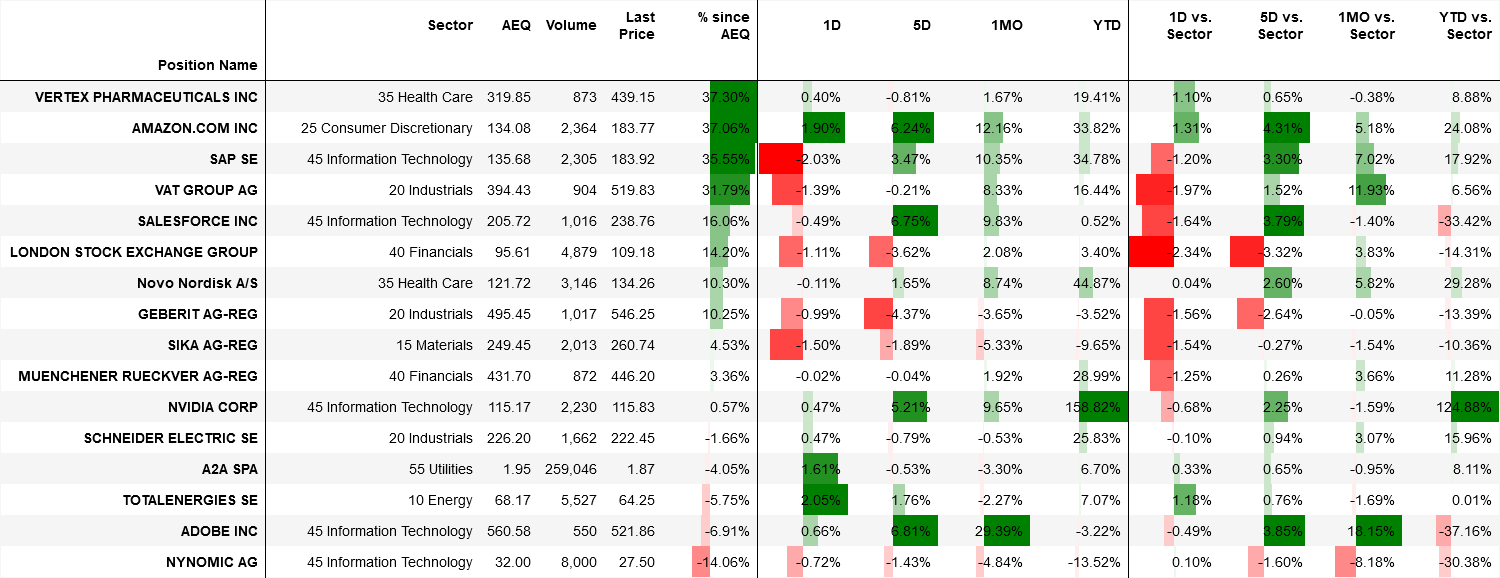 Position Name Sector AEQ Volume Last Price % since AEQ 1D 5D 1MO YTD 1D vs. Sector 5D vs. Sector 1MO vs. Sector YTD vs. Sector
VERTEX PHARMACEUTICALS INC 35 Health Care 319.85 873 439.15 37.30% 0.40% -0.81% 1.67% 19.41% 1.10% 0.65% -0.38% 8.88%
AMAZON.COM INC 25 Consumer Discretionary 134.08 2,364 183.77 37.06% 1.90% 6.24% 12.16% 33.82% 1.31% 4.31% 5.18% 24.08%
SAP SE 45 Information Technology 135.68 2,305 183.92 35.55% -2.03% 3.47% 10.35% 34.78% -1.20% 3.30% 7.02% 17.92%
VAT GROUP AG 20 Industrials 394.43 904 519.83 31.79% -1.39% -0.21% 8.33% 16.44% -1.97% 1.52% 11.93% 6.56%
SALESFORCE INC 45 Information Technology 205.72 1,016 238.76 16.06% -0.49% 6.75% 9.83% 0.52% -1.64% 3.79% -1.40% -33.42%
LONDON STOCK EXCHANGE GROUP 40 Financials 95.61 4,879 109.18 14.20% -1.11% -3.62% 2.08% 3.40% -2.34% -3.32% 3.83% -14.31%
Novo Nordisk A/S 35 Health Care 121.72 3,146 134.26 10.30% -0.11% 1.65% 8.74% 44.87% 0.04% 2.60% 5.82% 29.28%
GEBERIT AG-REG 20 Industrials 495.45 1,017 546.25 10.25% -0.99% -4.37% -3.65% -3.52% -1.56% -2.64% -0.05% -13.39%
SIKA AG-REG 15 Materials 249.45 2,013 260.74 4.53% -1.50% -1.89% -5.33% -9.65% -1.54% -0.27% -1.54% -10.36%
MUENCHENER RUECKVER AG-REG 40 Financials 431.70 872 446.20 3.36% -0.02% -0.04% 1.92% 28.99% -1.25% 0.26% 3.66% 11.28%
NVIDIA CORP 45 Information Technology 115.17 2,230 115.83 0.57% 0.47% 5.21% 9.65% 158.82% -0.68% 2.25% -1.59% 124.88%
SCHNEIDER ELECTRIC SE 20 Industrials 226.20 1,662 222.45 -1.66% 0.47% -0.79% -0.53% 25.83% -0.10% 0.94% 3.07% 15.96%
A2A SPA 55 Utilities 1.95 259,046 1.87 -4.05% 1.61% -0.53% -3.30% 6.70% 0.33% 0.65% -0.95% 8.11%
TOTALENERGIES SE 10 Energy 68.17 5,527 64.25 -5.75% 2.05% 1.76% -2.27% 7.07% 1.18% 0.76% -1.69% 0.01%
ADOBE INC 45 Information Technology 560.58 550 521.86 -6.91% 0.66% 6.81% 29.39% -3.22% -0.49% 3.85% 18.15% -37.16%
NYNOMIC AG 45 Information Technology 32.00 8,000 27.50 -14.06% -0.72% -1.43% -4.84% -13.52% 0.10% -1.60% -8.18% -30.38%